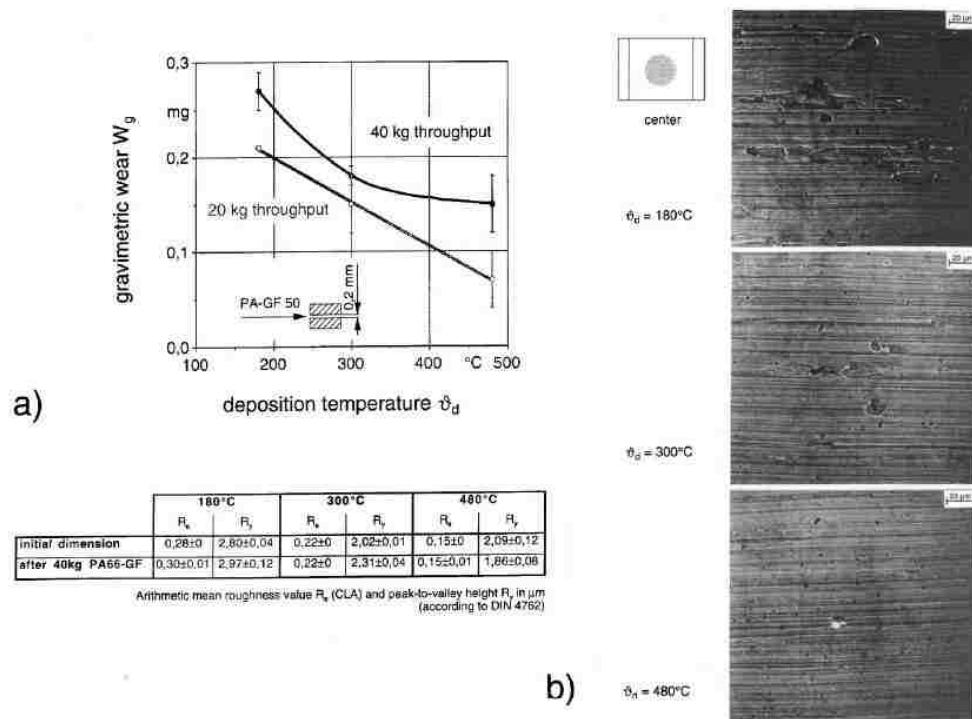 0,3
mg
0,2
0,1
0,0
gravimetric wear W_g
40 kg throughput
20 kg throughput
PA-GF 50
0,2 mm
100 200 300 400 °C 500
deposition temperature ϑ_d
a)
180°C 300°C 480°C
R_a R_y R_a R_y R_a R_y
initial dimension 0,28±0 2,80±0,04 0,22±0 2,02±0,01 0,15±0 2,09±0,12
after 40kg PA66-GF 0,30±0,01 2,97±0,12 0,22±0 2,31±0,04 0,15±0,01 1,86±0,08
Arithmetic mean roughness value R_a (CLA) and peak-to-valley height R_y in µm
(according to DIN 4762)
center
20 µm
ϑ_d = 180°C
20 µm
ϑ_d = 300°C
20 µm
ϑ_d = 480°C
b)